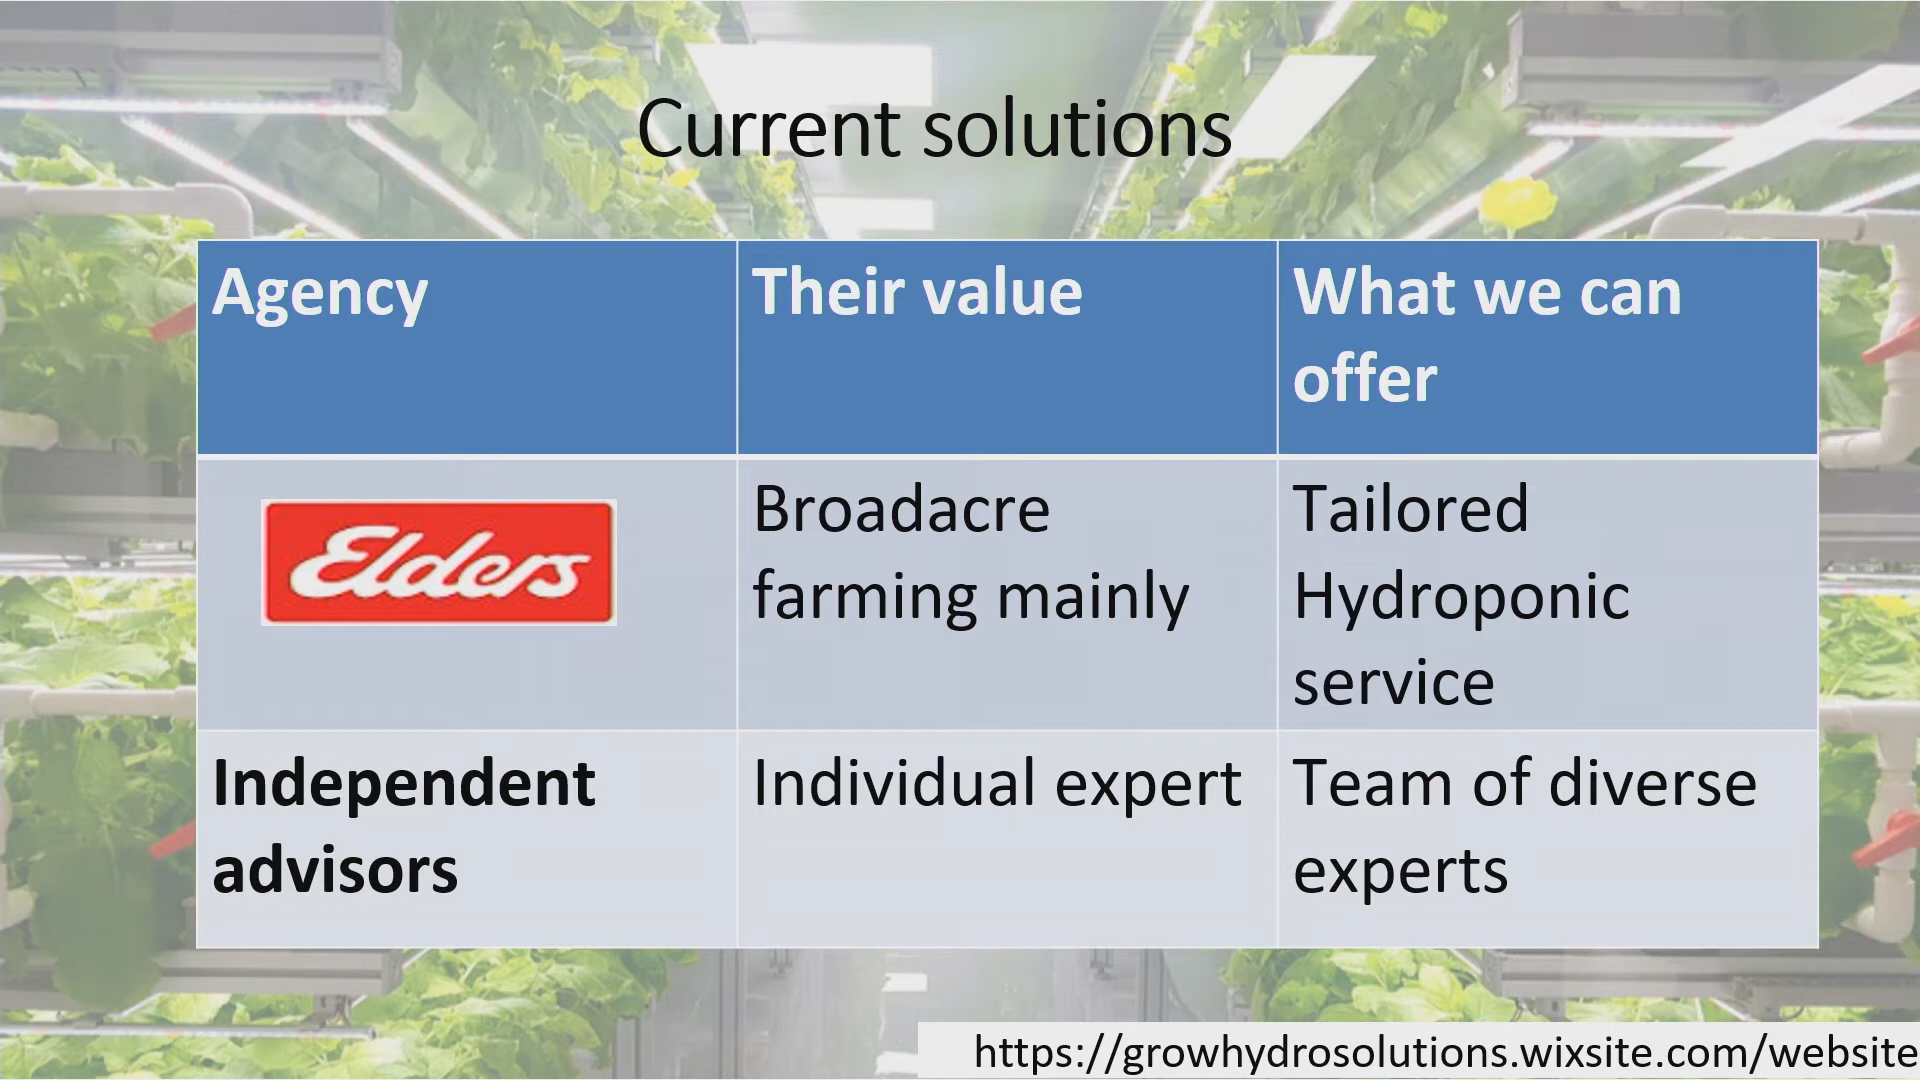 Current solutions
Agency
Their value
What we can
offer
Elders
Broadacre
farming mainly
Tailored
Hydroponic
service
Independent
advisors
Individual expert
Team of diverse
experts
https://growhydrosolutions.wixsite.com/website